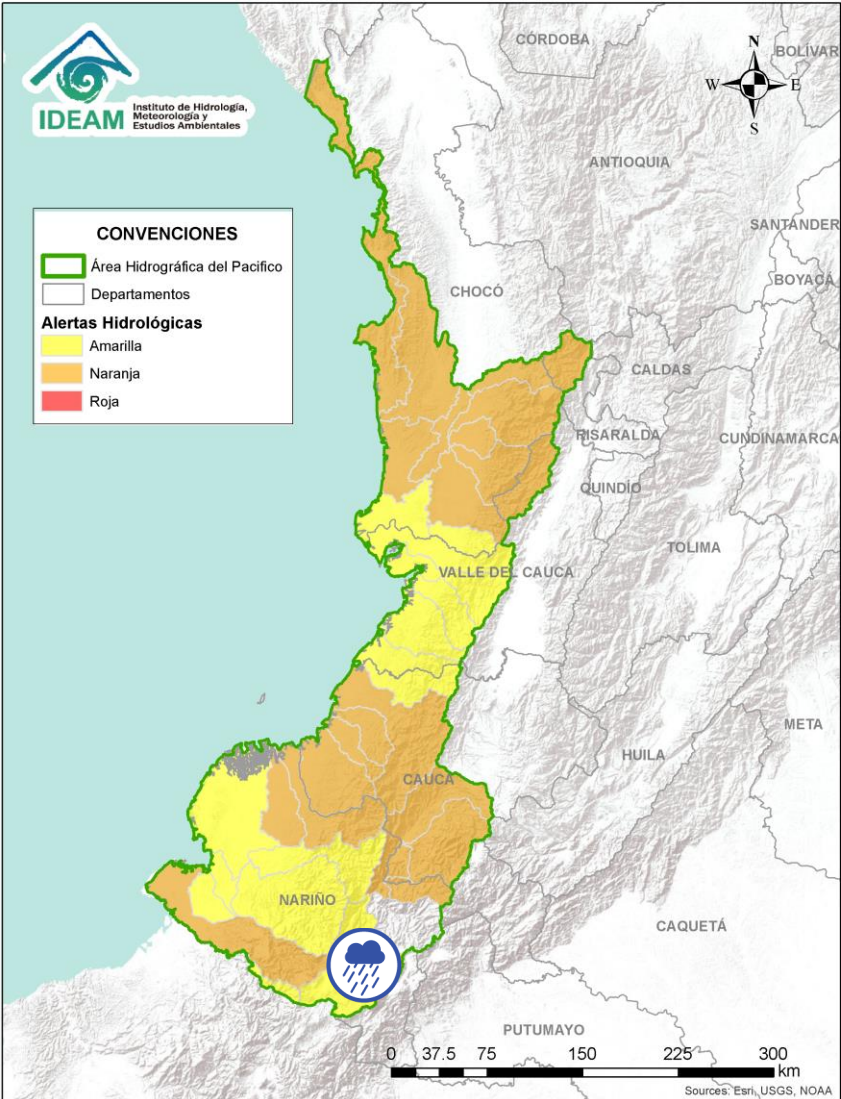 IDEAM
Instituto de Hidrología,
Meteorología y
Estudios Ambientales
N
W
E
S
CÓRDOBA
BOLÍVAR
ANTIOQUIA
SANTANDER
BOYACÁ
CHOCÓ
CALDAS
RISARALDA
CUNDINAMARCA
QUINDÍO
TOLIMA
VALLE DEL CAUCA
META
HUILA
CAUCA
NARIÑO
CAQUETÁ
PUTUMAYO
CONVENCIONES
Área Hidrográfica del Pacifico
Departamentos
Alertas Hidrológicas
Amarilla
Naranja
Roja
0 37.5 75 150 225 300
km
Sources: Esri, USGS, NOAA